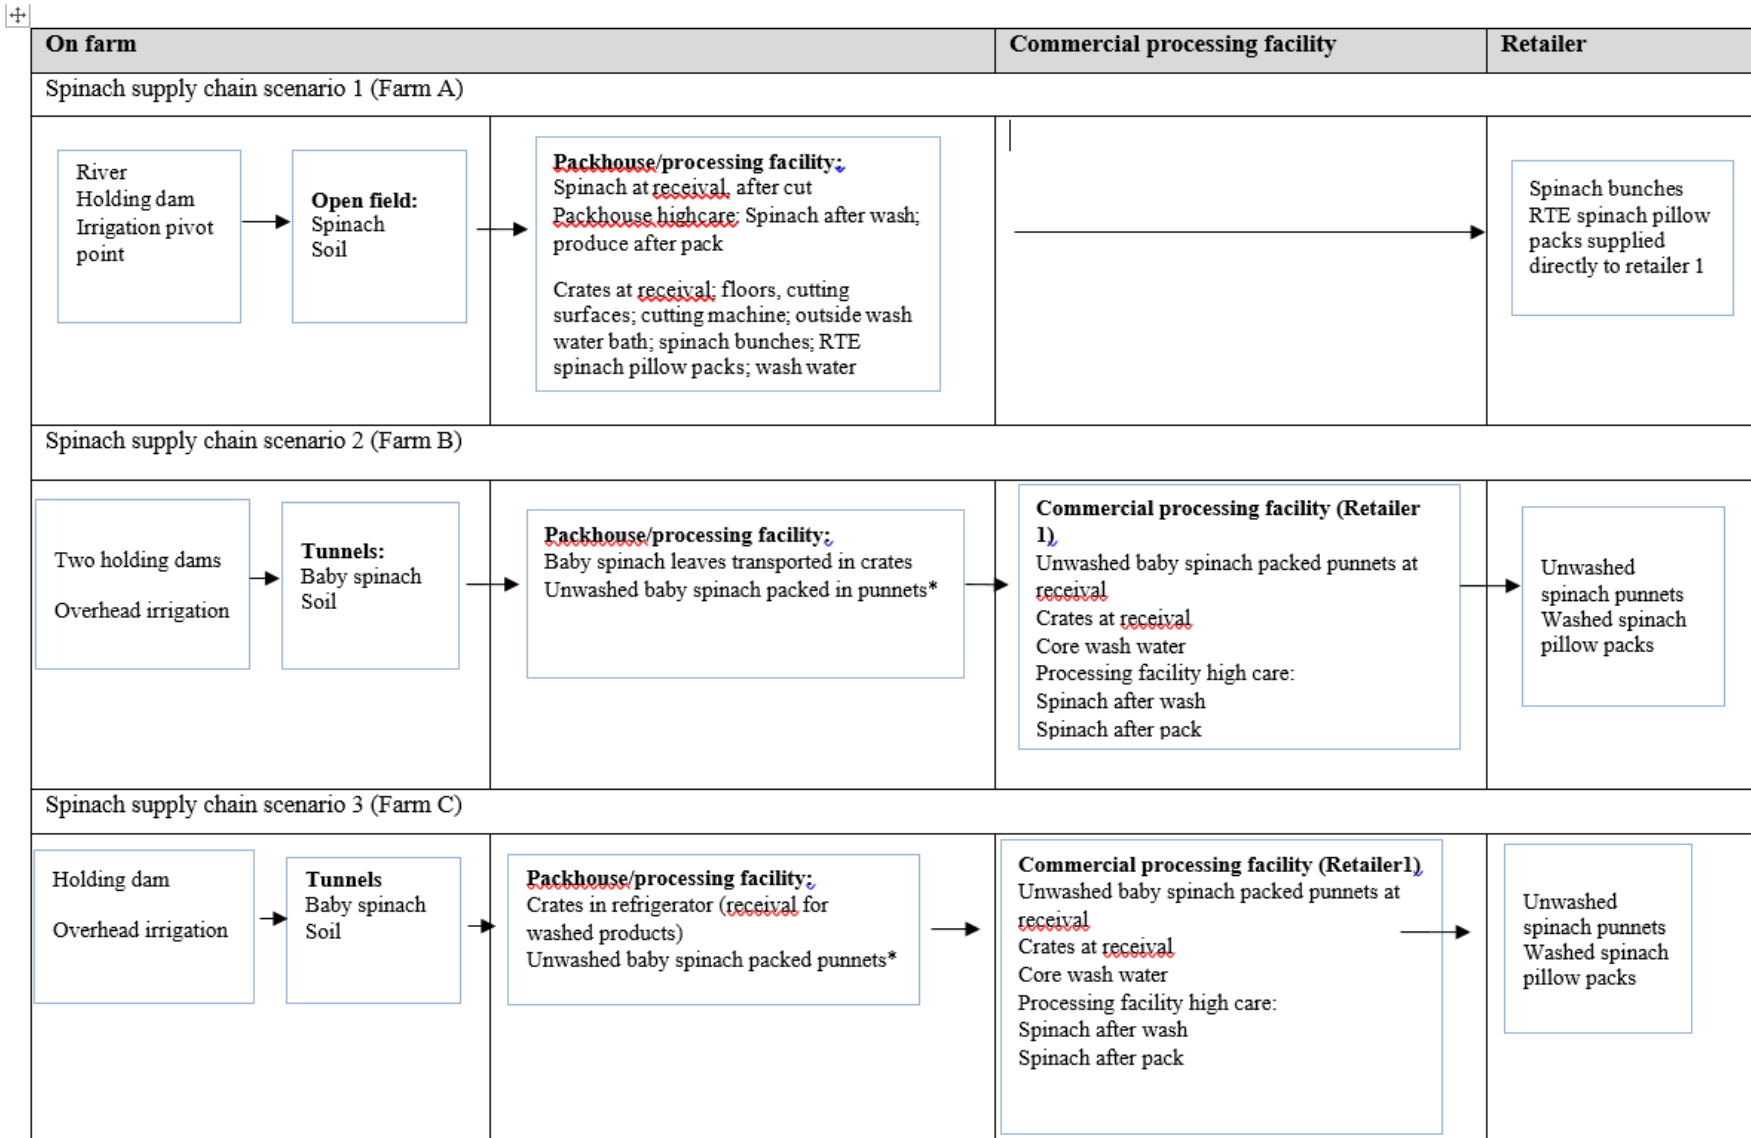 On farm
Commercial processing facility
Retailer
Spinach supply chain scenario 1 (Farm A)
River
Holding dam
Irrigation pivot
point
Open field:
Spinach
Soil
Packhouse/processing facility:
Spinach at receival, after cut
Packhouse highcare: Spinach after wash;
produce after pack
Crates at receival; floors, cutting
surfaces; cutting machine; outside wash
water bath; spinach bunches; RTE
spinach pillow packs; wash water
Spinach bunches
RTE spinach pillow
packs supplied
directly to retailer 1
Spinach supply chain scenario 2 (Farm B)
Two holding dams
Overhead irrigation
Tunnels:
Baby spinach
Soil
Packhouse/processing facility:
Baby spinach leaves transported in crates
Unwashed baby spinach packed in punnets*
Commercial processing facility (Retailer
1)
Unwashed baby spinach packed punnets at
receival
Crates at receival
Core wash water
Processing facility high care:
Spinach after wash
Spinach after pack
Unwashed
spinach punnets
Washed spinach
pillow packs
Spinach supply chain scenario 3 (Farm C)
Holding dam
Overhead irrigation
Tunnels
Baby spinach
Soil
Packhouse/processing facility:
Crates in refrigerator (receival for
washed products)
Unwashed baby spinach packed punnets*
Commercial processing facility (Retailer1)
Unwashed baby spinach packed punnets at
receival
Crates at receival
Core wash water
Processing facility high care:
Spinach after wash
Spinach after pack
Unwashed
spinach punnets
Washed spinach
pillow packs